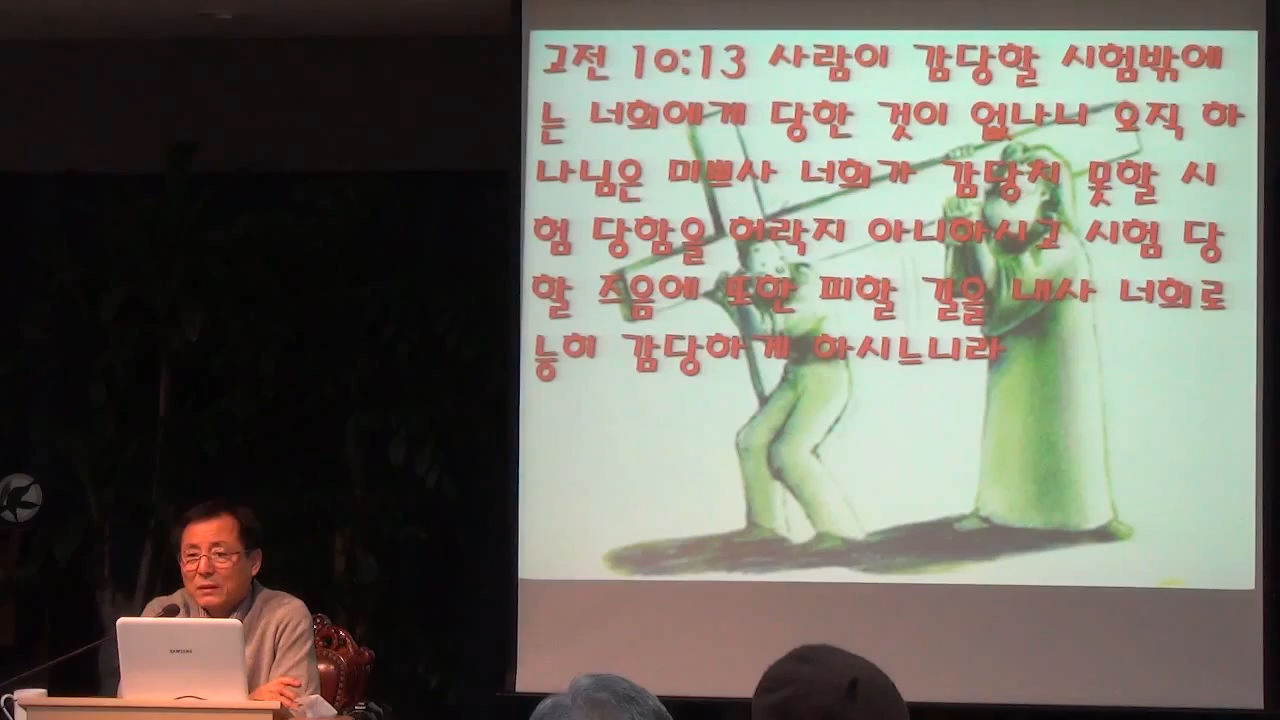 고전 10:13 사람이 감당할 시험밖에
는 너희에게 당한 것이 없나니 오직 하
나님은 미쁘사 너희가 감당치 못할 시
험 당함을 허락지 아니하시고 시험 당
할 즈음에 또한 피할 길을 내사 너희로
능히 감당하게 하시느니라
SAMSUNG